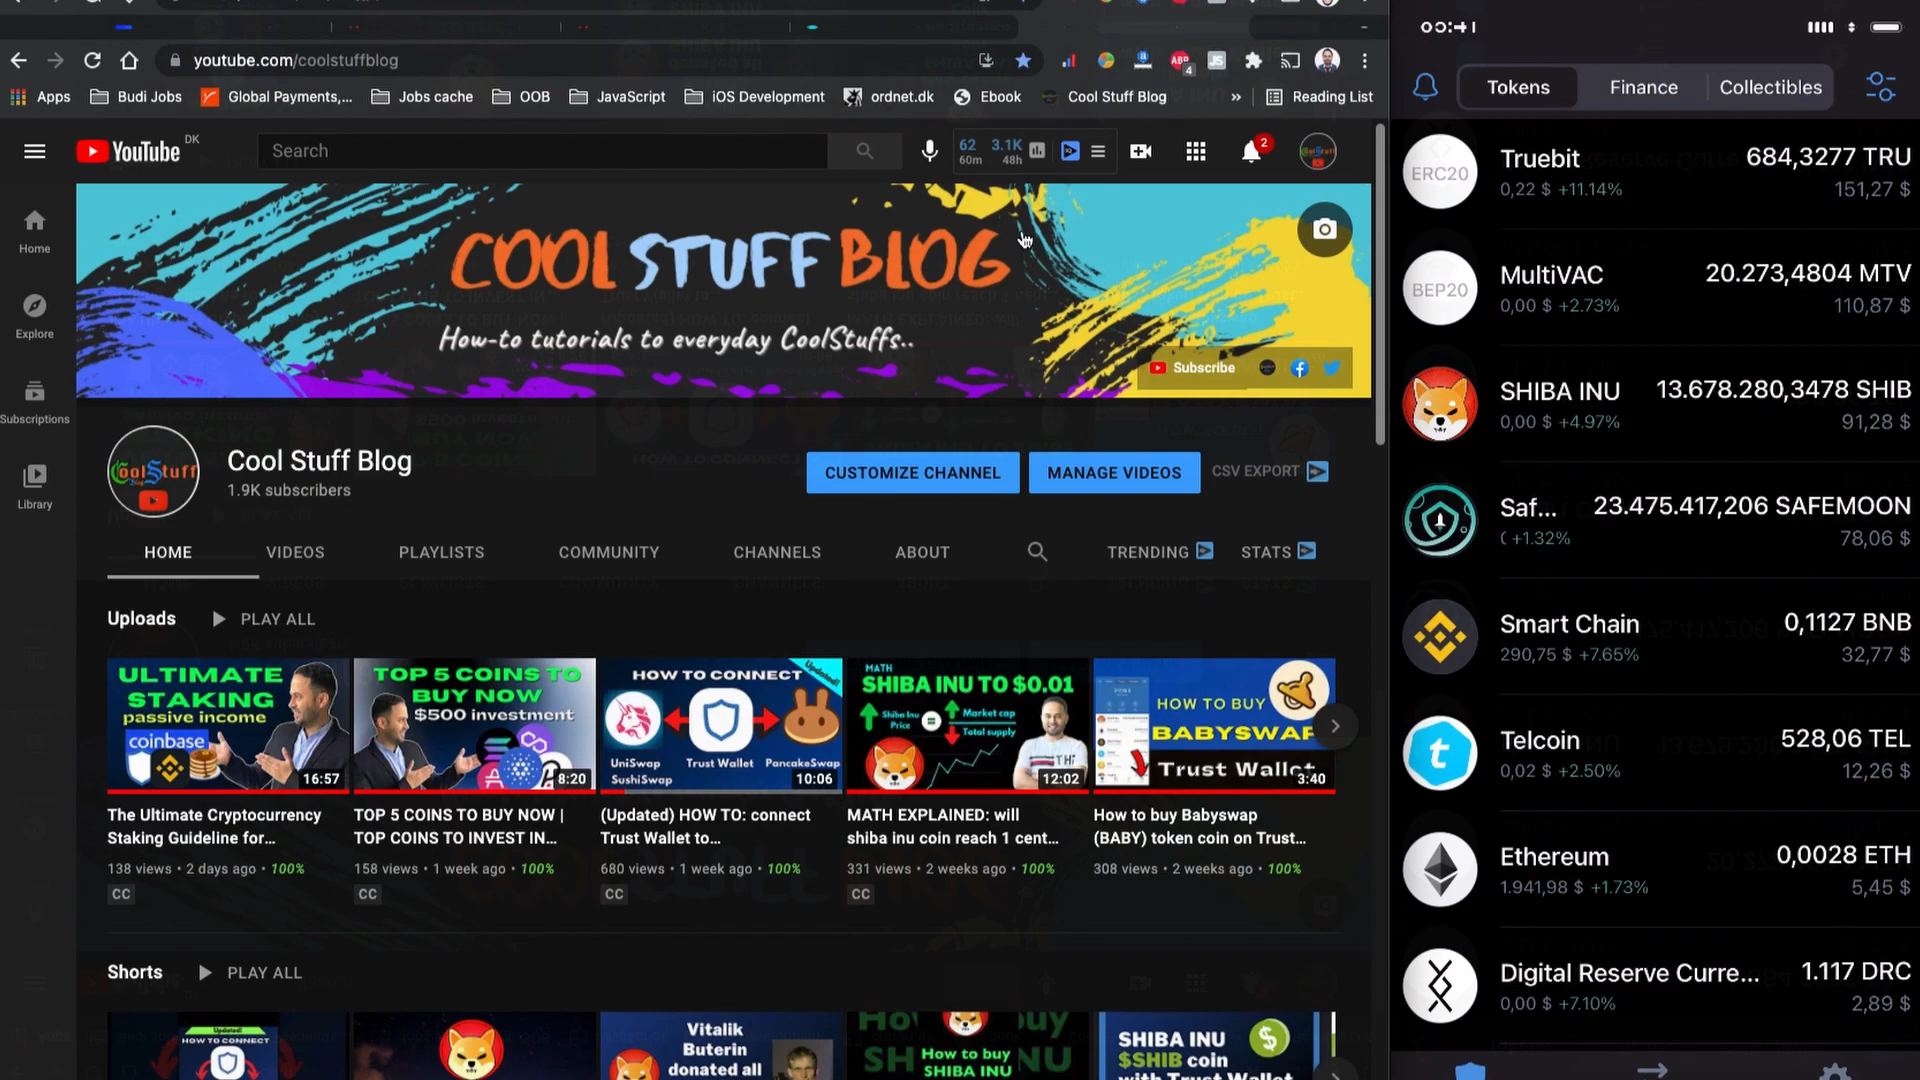 youtube.com/coolstuffblog
Apps
Budi Jobs
Global Payments,...
Jobs cache
OOB
JavaScript
iOS Development
ordnet.dk
Ebook
Cool Stuff Blog
»
Reading List
YouTube DK
Search
62
60m
3.1K
48h
2
ABP
4
JS
COOL STUFF BLOG
How-to tutorials to everyday CoolStuffs..
Subscribe
Home
Explore
Subscriptions
Library
CoolStuff
Cool Stuff Blog
1.9K subscribers
CUSTOMIZE CHANNEL
MANAGE VIDEOS
CSV EXPORT
HOME
VIDEOS
PLAYLISTS
COMMUNITY
CHANNELS
ABOUT
TRENDING
STATS
Uploads
PLAY ALL
ULTIMATE
STAKING
passive income
coinbase
16:57
TOP 5 COINS TO
BUY NOW
$500 investment
8:20
HOW TO CONNECT
Updated!
UniSwap
SushiSwap
Trust Wallet
PancakeSwap
10:06
MATH
SHIBA INU TO $0.01
Shiba Inu
Price
Market cap
Total supply
12:02
HOW TO BUY
BABYSWAP
Trust Wallet
3:40
The Ultimate Cryptocurrency
Staking Guideline for...
138 views • 2 days ago • 100%
CC
TOP 5 COINS TO BUY NOW |
TOP COINS TO INVEST IN...
158 views • 1 week ago • 100%
CC
(Updated) HOW TO: connect
Trust Wallet to...
680 views • 1 week ago • 100%
CC
MATH EXPLAINED: will
shiba inu coin reach 1 cent...
331 views • 2 weeks ago • 100%
CC
How to buy Babyswap
(BABY) token coin on Trust...
308 views • 2 weeks ago • 100%
Shorts
PLAY ALL
Updated!
HOW TO CONNECT
Vitalik
Buterin
donated all
How to buy
SHIBA INU
SHIBA INU
$SHIB coin
with Trust Wallet
Tokens
Finance
Collectibles
ERC20
Truebit
684,3277 TRU
0,22 $ +11.14%
151,27 $
BEP20
MultiVAC
20.273,4804 MTV
0,00 $ +2.73%
110,87 $
SHIBA INU
13.678.280,3478 SHIB
0,00 $ +4.97%
91,28 $
Saf...
23.475.417,206 SAFEMOON
+1.32%
78,06 $
Smart Chain
0,1127 BNB
290,75 $ +7.65%
32,77 $
Telcoin
528,06 TEL
0,02 $ +2.50%
12,26 $
Ethereum
0,0028 ETH
1.941,98 $ +1.73%
5,45 $
Digital Reserve Curre...
1.117 DRC
0,00 $ +7.10%
2,89 $